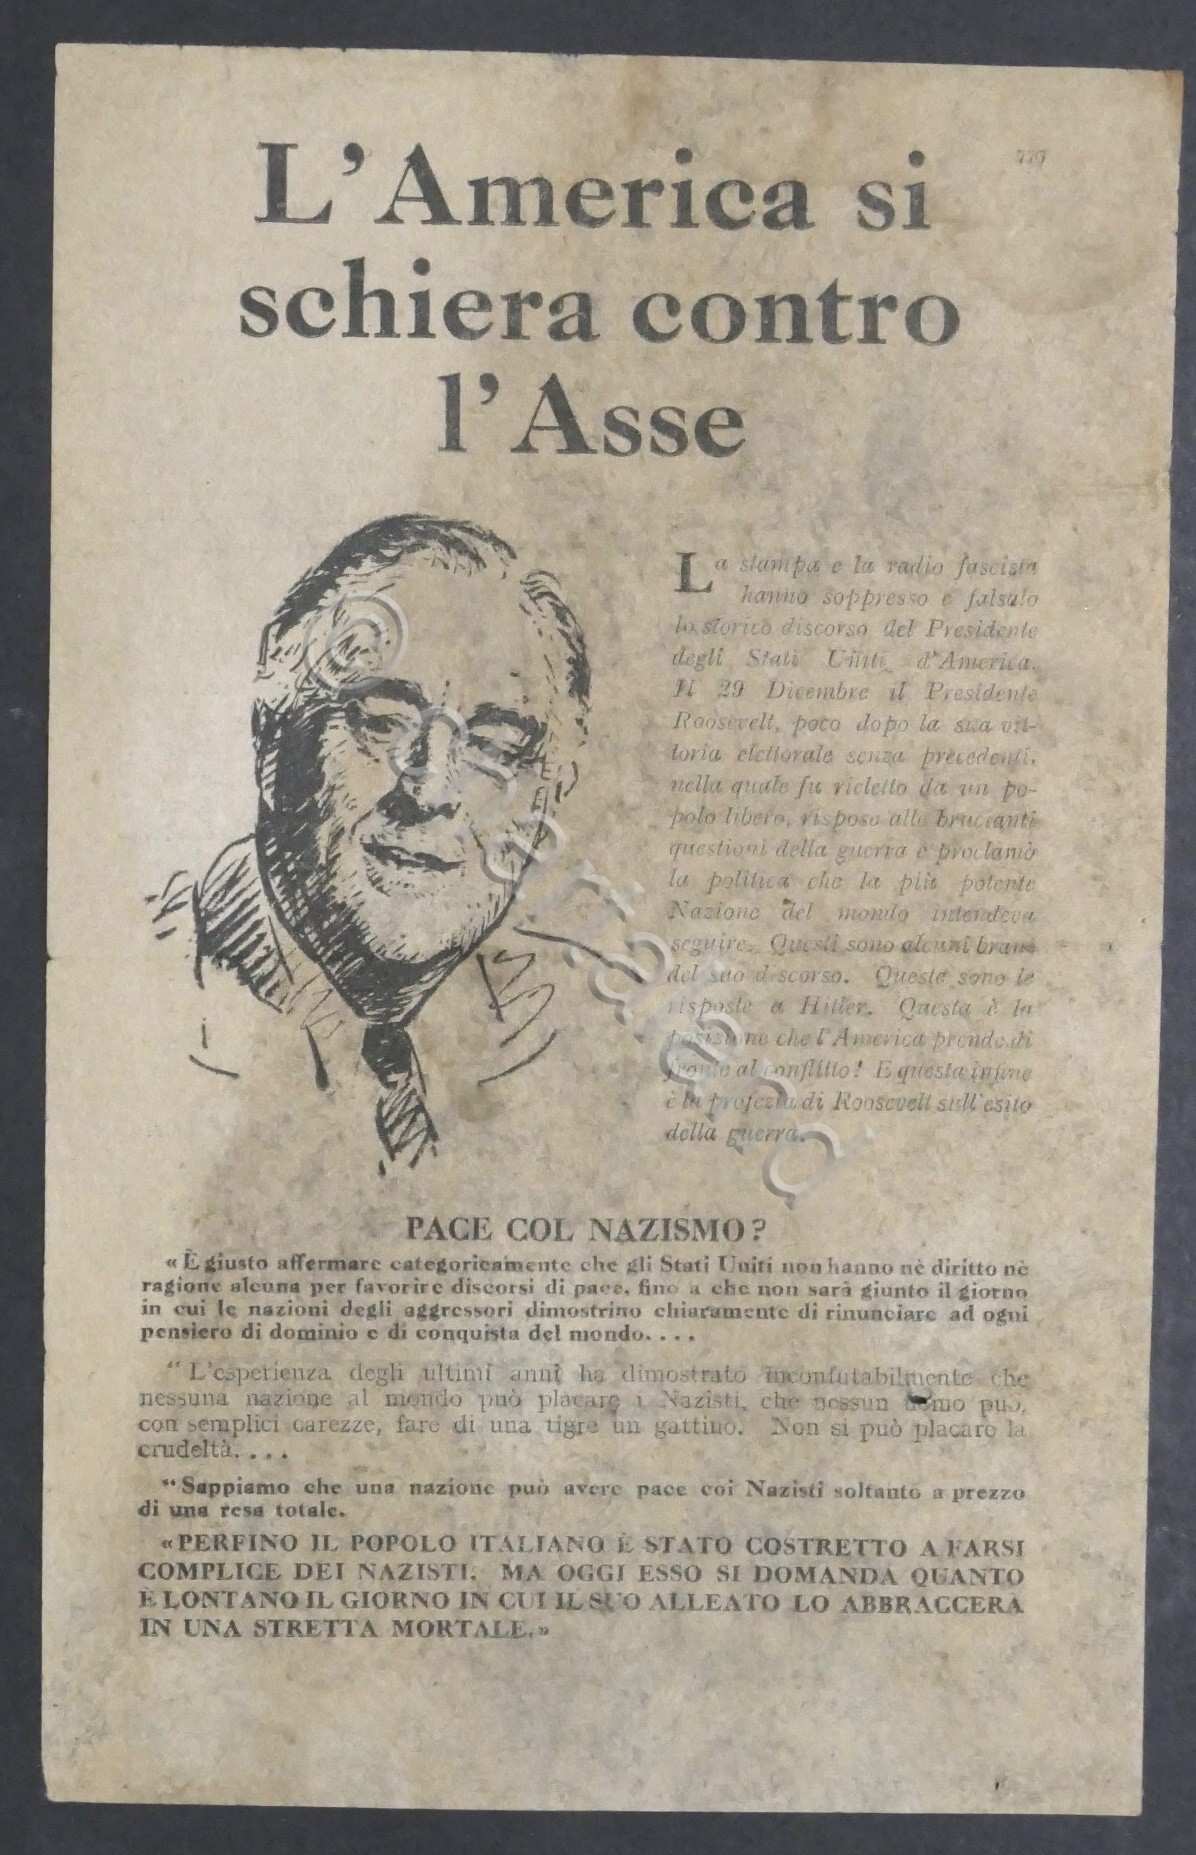 L'America si
schiera contro
l'Asse
La stampa e la radio fascista
hanno soppresso e falsato
lo storico discorso del Presidente
degli Stati Uniti d'America.
Il 29 Dicembre il Presidente
Roosevelt, poco dopo la sua vit-
toria elettorale senza precedenti,
nella quale fu rieletto da un po-
polo libero, rispose alle brucianti
questioni della guerra e proclamò
la politica che la più potente
Nazione del mondo intendeva
seguire. Questi sono alcuni brani
del suo discorso. Queste sono le
risposte a Hitler. Questa è la
posizione che l'America prende di
fronte al conflitto! E questa infine
è la profezia di Roosevelt sull'esito
della guerra.
PACE COL NAZISMO?
«È giusto affermare categoricamente che gli Stati Uniti non hanno nè diritto nè
ragione alcuna per favorire discorsi di pace, fino a che non sarà giunto il giorno
in cui le nazioni degli aggressori dimostrino chiaramente di rinunciare ad ogni
pensiero di dominio e di conquista del mondo. . . .
"L'esperienza degli ultimi anni ha dimostrato inconfutabilmente che
nessuna nazione al mondo può placare i Nazisti, che nessun uomo può,
con semplici carezze, fare di una tigre un gattino. Non si può placare la
crudeltà. . . .
"Sappiamo che una nazione può avere pace coi Nazisti soltanto a prezzo
di una resa totale.
«PERFINO IL POPOLO ITALIANO È STATO COSTRETTO A FARSI
COMPLICE DEI NAZISTI. MA OGGI ESSO SI DOMANDA QUANTO
È LONTANO IL GIORNO IN CUI IL SUO ALLEATO LO ABBRACCERA
IN UNA STRETTA MORTALE.»